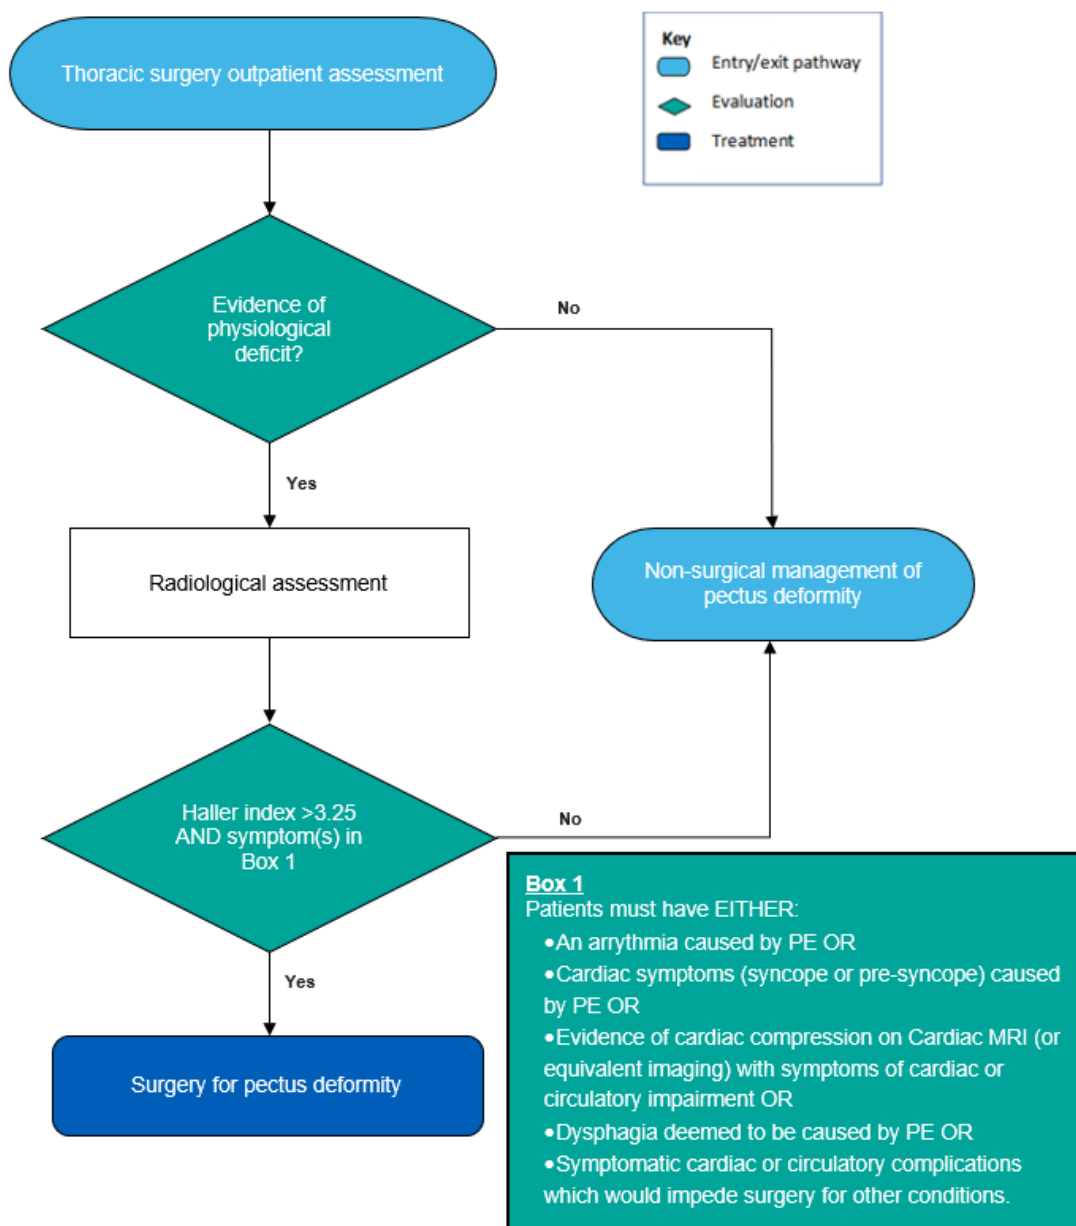 Thoracic surgery outpatient assessment
Key
Entry/exit pathway
Evaluation
Treatment
Evidence of
physiological
deficit?
No
Yes
Radiological assessment
Non-surgical management of
pectus deformity
Haller index >3.25
AND symptom(s) in
Box 1
No
Yes
Surgery for pectus deformity
Box 1
Patients must have EITHER:
•An arrythmia caused by PE OR
•Cardiac symptoms (syncope or pre-syncope) caused
by PE OR
•Evidence of cardiac compression on Cardiac MRI (or
equivalent imaging) with symptoms of cardiac or
circulatory impairment OR
•Dysphagia deemed to be caused by PE OR
•Symptomatic cardiac or circulatory complications
which would impede surgery for other conditions.